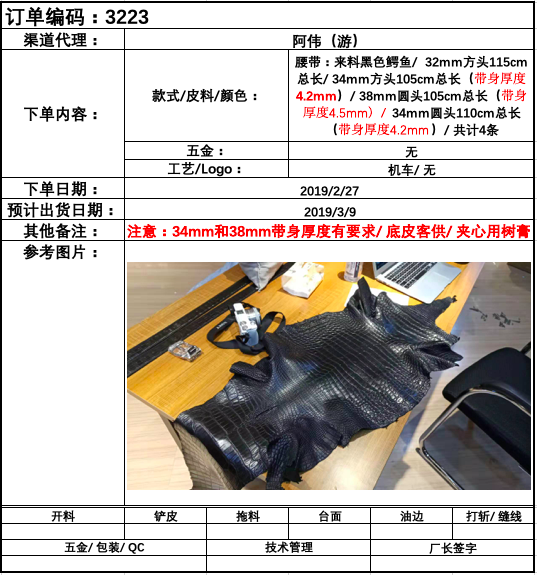 订单编码：3223
渠道代理： 阿伟（游）
下单内容： 款式/皮料/颜色：
腰带：来料黑色鳄鱼/ 32mm方头115cm
总长/ 34mm方头105cm总长（带身厚度
4.2mm）/ 38mm圆头105cm总长（带身
厚度4.5mm）/ 34mm圆头110cm总长
（带身厚度4.2mm ）/ 共计4条
五金： 无
工艺/Logo： 机车/ 无
下单日期： 2019/2/27
预计出货日期： 2019/3/9
其他备注： 注意：34mm和38mm带身厚度有要求/ 底皮客供/ 夹心用树膏
参考图片：
开料 铲皮 拖料 台面 油边 打斩/ 缝线
五金/ 包装/ QC 技术管理 厂长签字